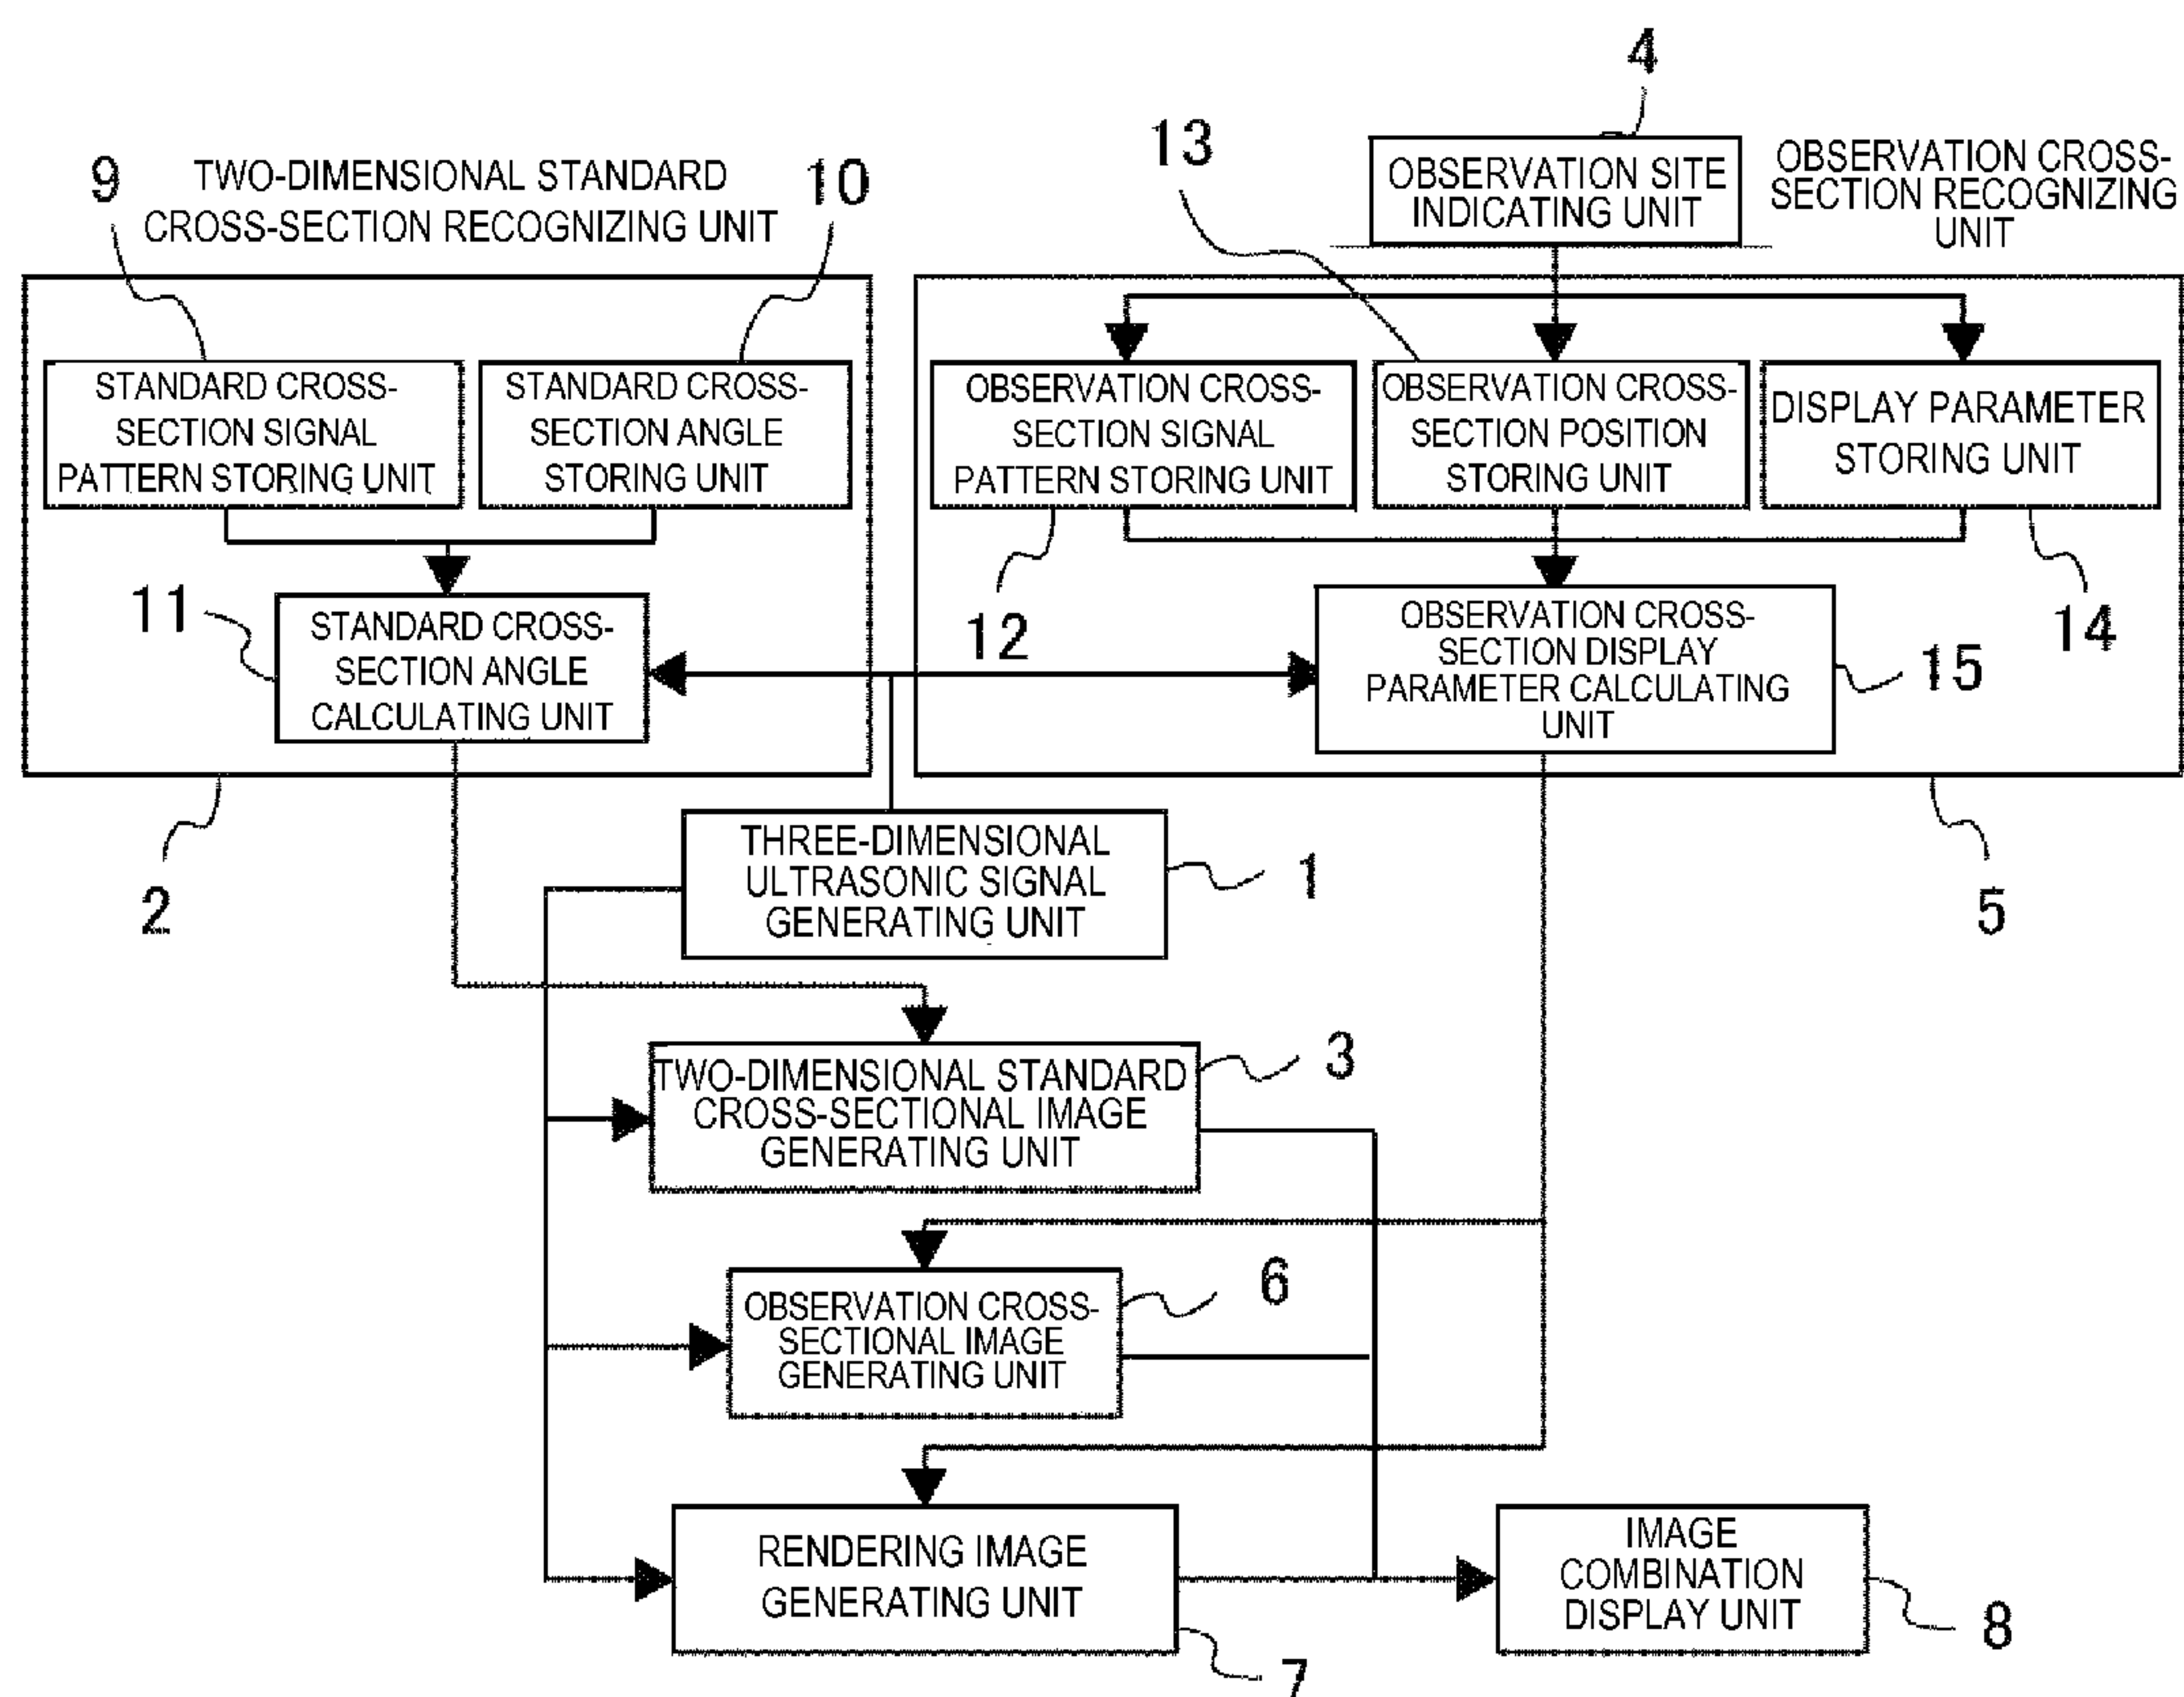 4
13
OBSERVATION SITE
INDICATING UNIT
OBSERVATION CROSS-
SECTION RECOGNIZING
UNIT
9
TWO-DIMENSIONAL STANDARD
CROSS-SECTION RECOGNIZING UNIT
10
STANDARD CROSS-
SECTION SIGNAL
PATTERN STORING UNIT
STANDARD CROSS-
SECTION ANGLE
STORING UNIT
OBSERVATION CROSS-
SECTION SIGNAL
PATTERN STORING UNIT
OBSERVATION CROSS-
SECTION POSITION
STORING UNIT
DISPLAY PARAMETER
STORING UNIT
11
STANDARD CROSS-
SECTION ANGLE
CALCULATING UNIT
12
OBSERVATION CROSS-
SECTION DISPLAY
PARAMETER CALCULATING
UNIT
14
15
2
THREE-DIMENSIONAL
ULTRASONIC SIGNAL
GENERATING UNIT
1
5
TWO-DIMENSIONAL STANDARD
CROSS-SECTIONAL IMAGE
GENERATING UNIT
3
OBSERVATION CROSS-
SECTIONAL IMAGE
GENERATING UNIT
6
RENDERING IMAGE
GENERATING UNIT
7
IMAGE
COMBINATION
DISPLAY UNIT
8